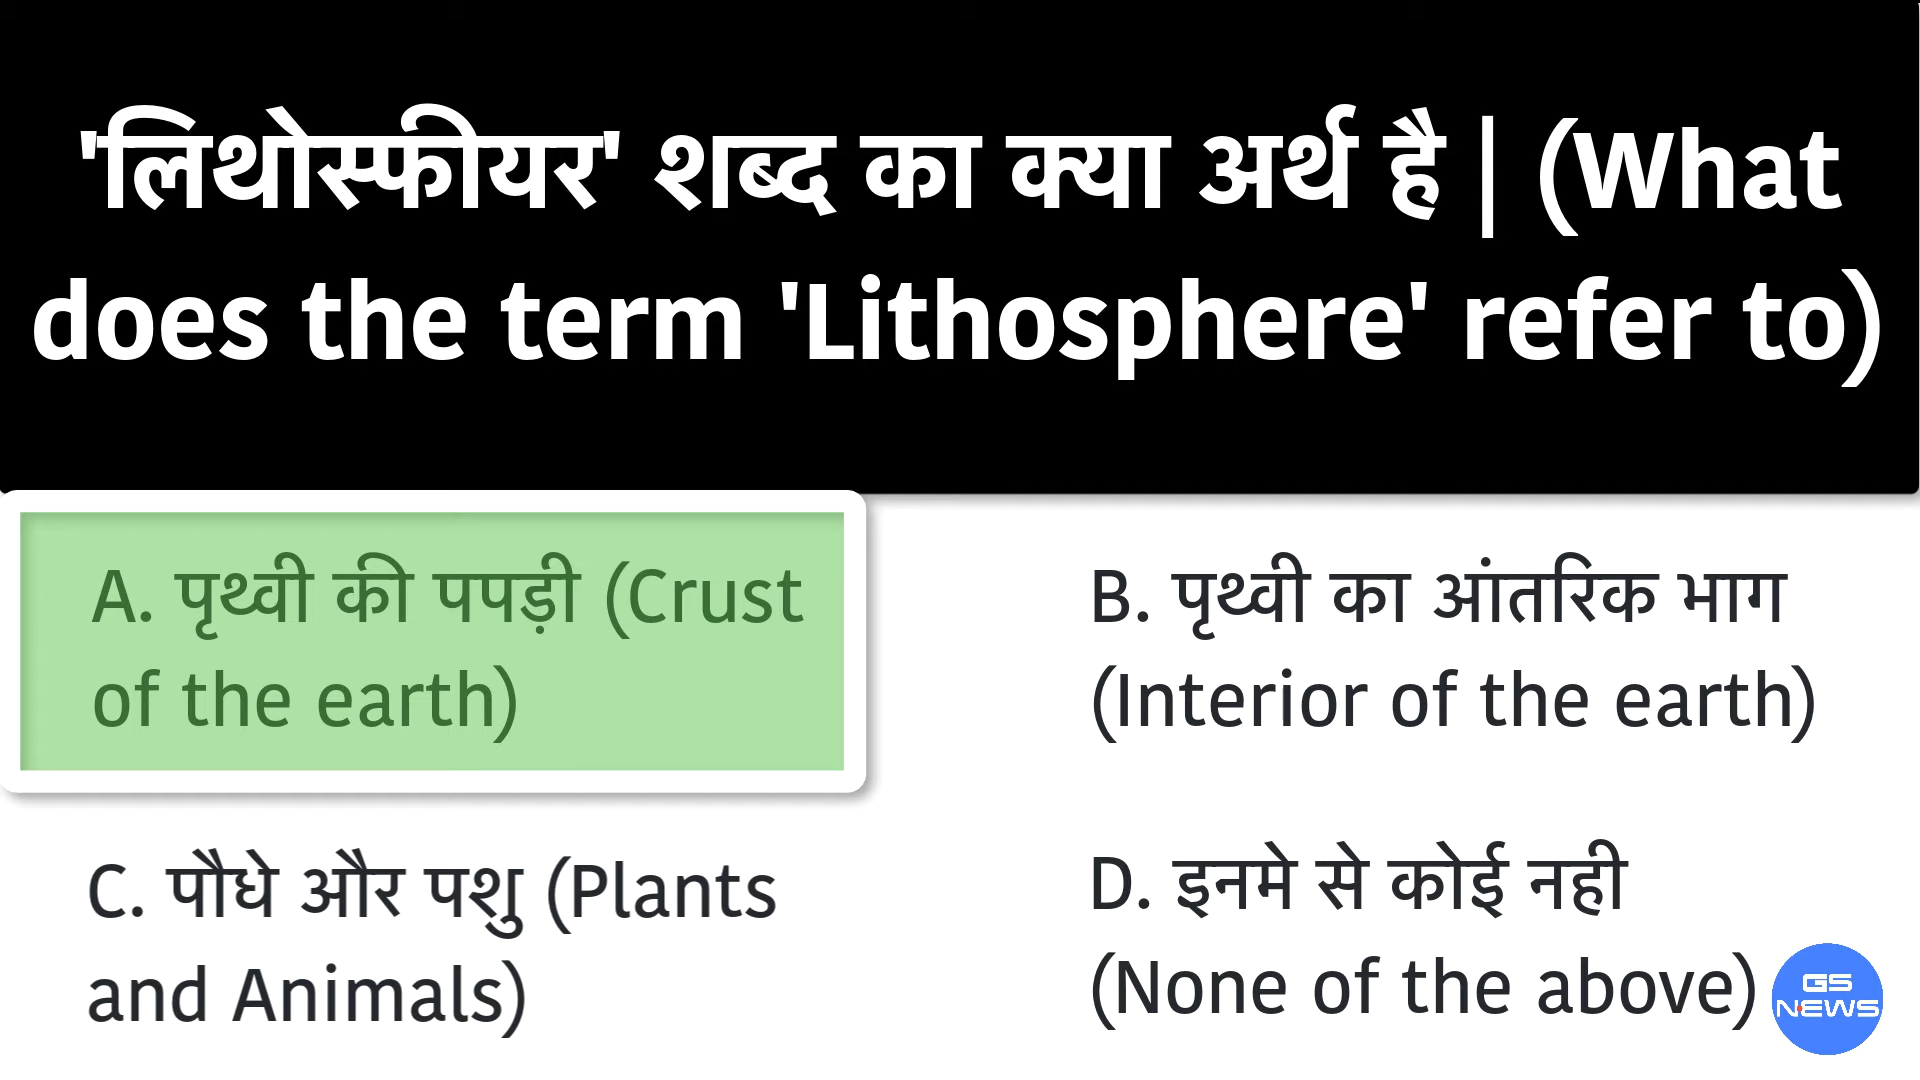 'लिथोस्फीयर' शब्द का क्या अर्थ है | (What
does the term 'Lithosphere' refer to)
A. पृथ्वी की पपड़ी (Crust
of the earth)
B. पृथ्वी का आंतरिक भाग
(Interior of the earth)
C. पौधे और पशु (Plants
and Animals)
D. इनमे से कोई नही
(None of the above)
GS
NEWS